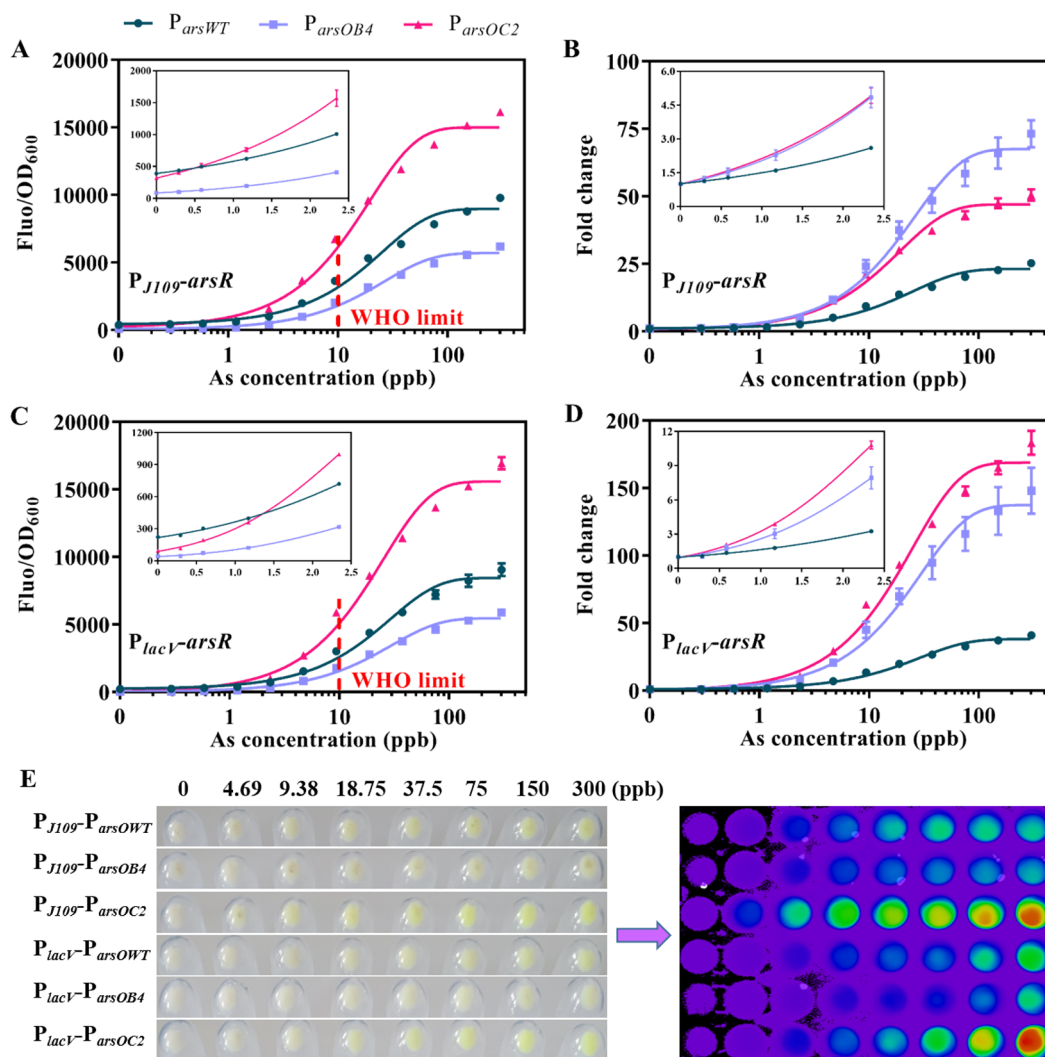 P_arsWT P_arsOB4 P_arsOC2
A
Fluo/OD600
20000
15000
10000
5000
0
2000
1500
1000
500
0
0.0 0.5 1.0 1.5 2.0 2.5
P_J109-arsR
WHO limit
0 1 10 100
As concentration (ppb)
B
Fold change
100
75
50
25
0
6.0
4.5
3.0
1.5
0.0
0.0 0.5 1.0 1.5 2.0 2.5
P_J109-arsR
0 1 10 100
As concentration (ppb)
C
Fluo/OD600
20000
15000
10000
5000
0
1200
900
600
300
0
0.0 0.5 1.0 1.5 2.0 2.5
P_lacV-arsR
WHO limit
0 1 10 100
As concentration (ppb)
D
Fold change
200
150
100
50
0
12
9
6
3
0
0.0 0.5 1.0 1.5 2.0 2.5
P_lacV-arsR
0 1 10 100
As concentration (ppb)
E
0 4.69 9.38 18.75 37.5 75 150 300 (ppb)
P_J109-P_arsOWT
P_J109-P_arsOB4
P_J109-P_arsOC2
P_lacV-P_arsOWT
P_lacV-P_arsOB4
P_lacV-P_arsOC2